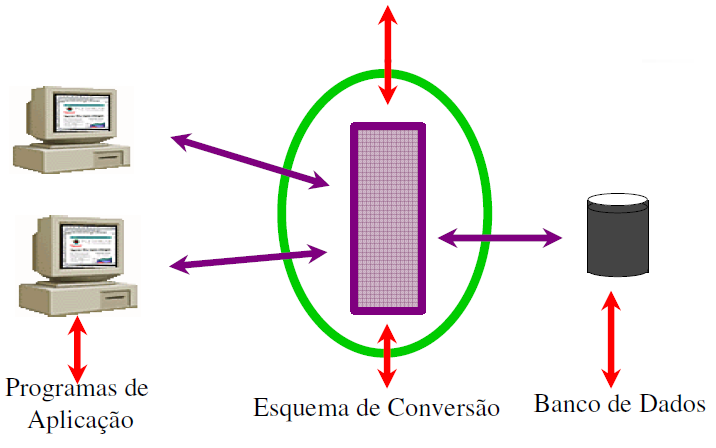 Programas de
Aplicação
Esquema de Conversão
Banco de Dados